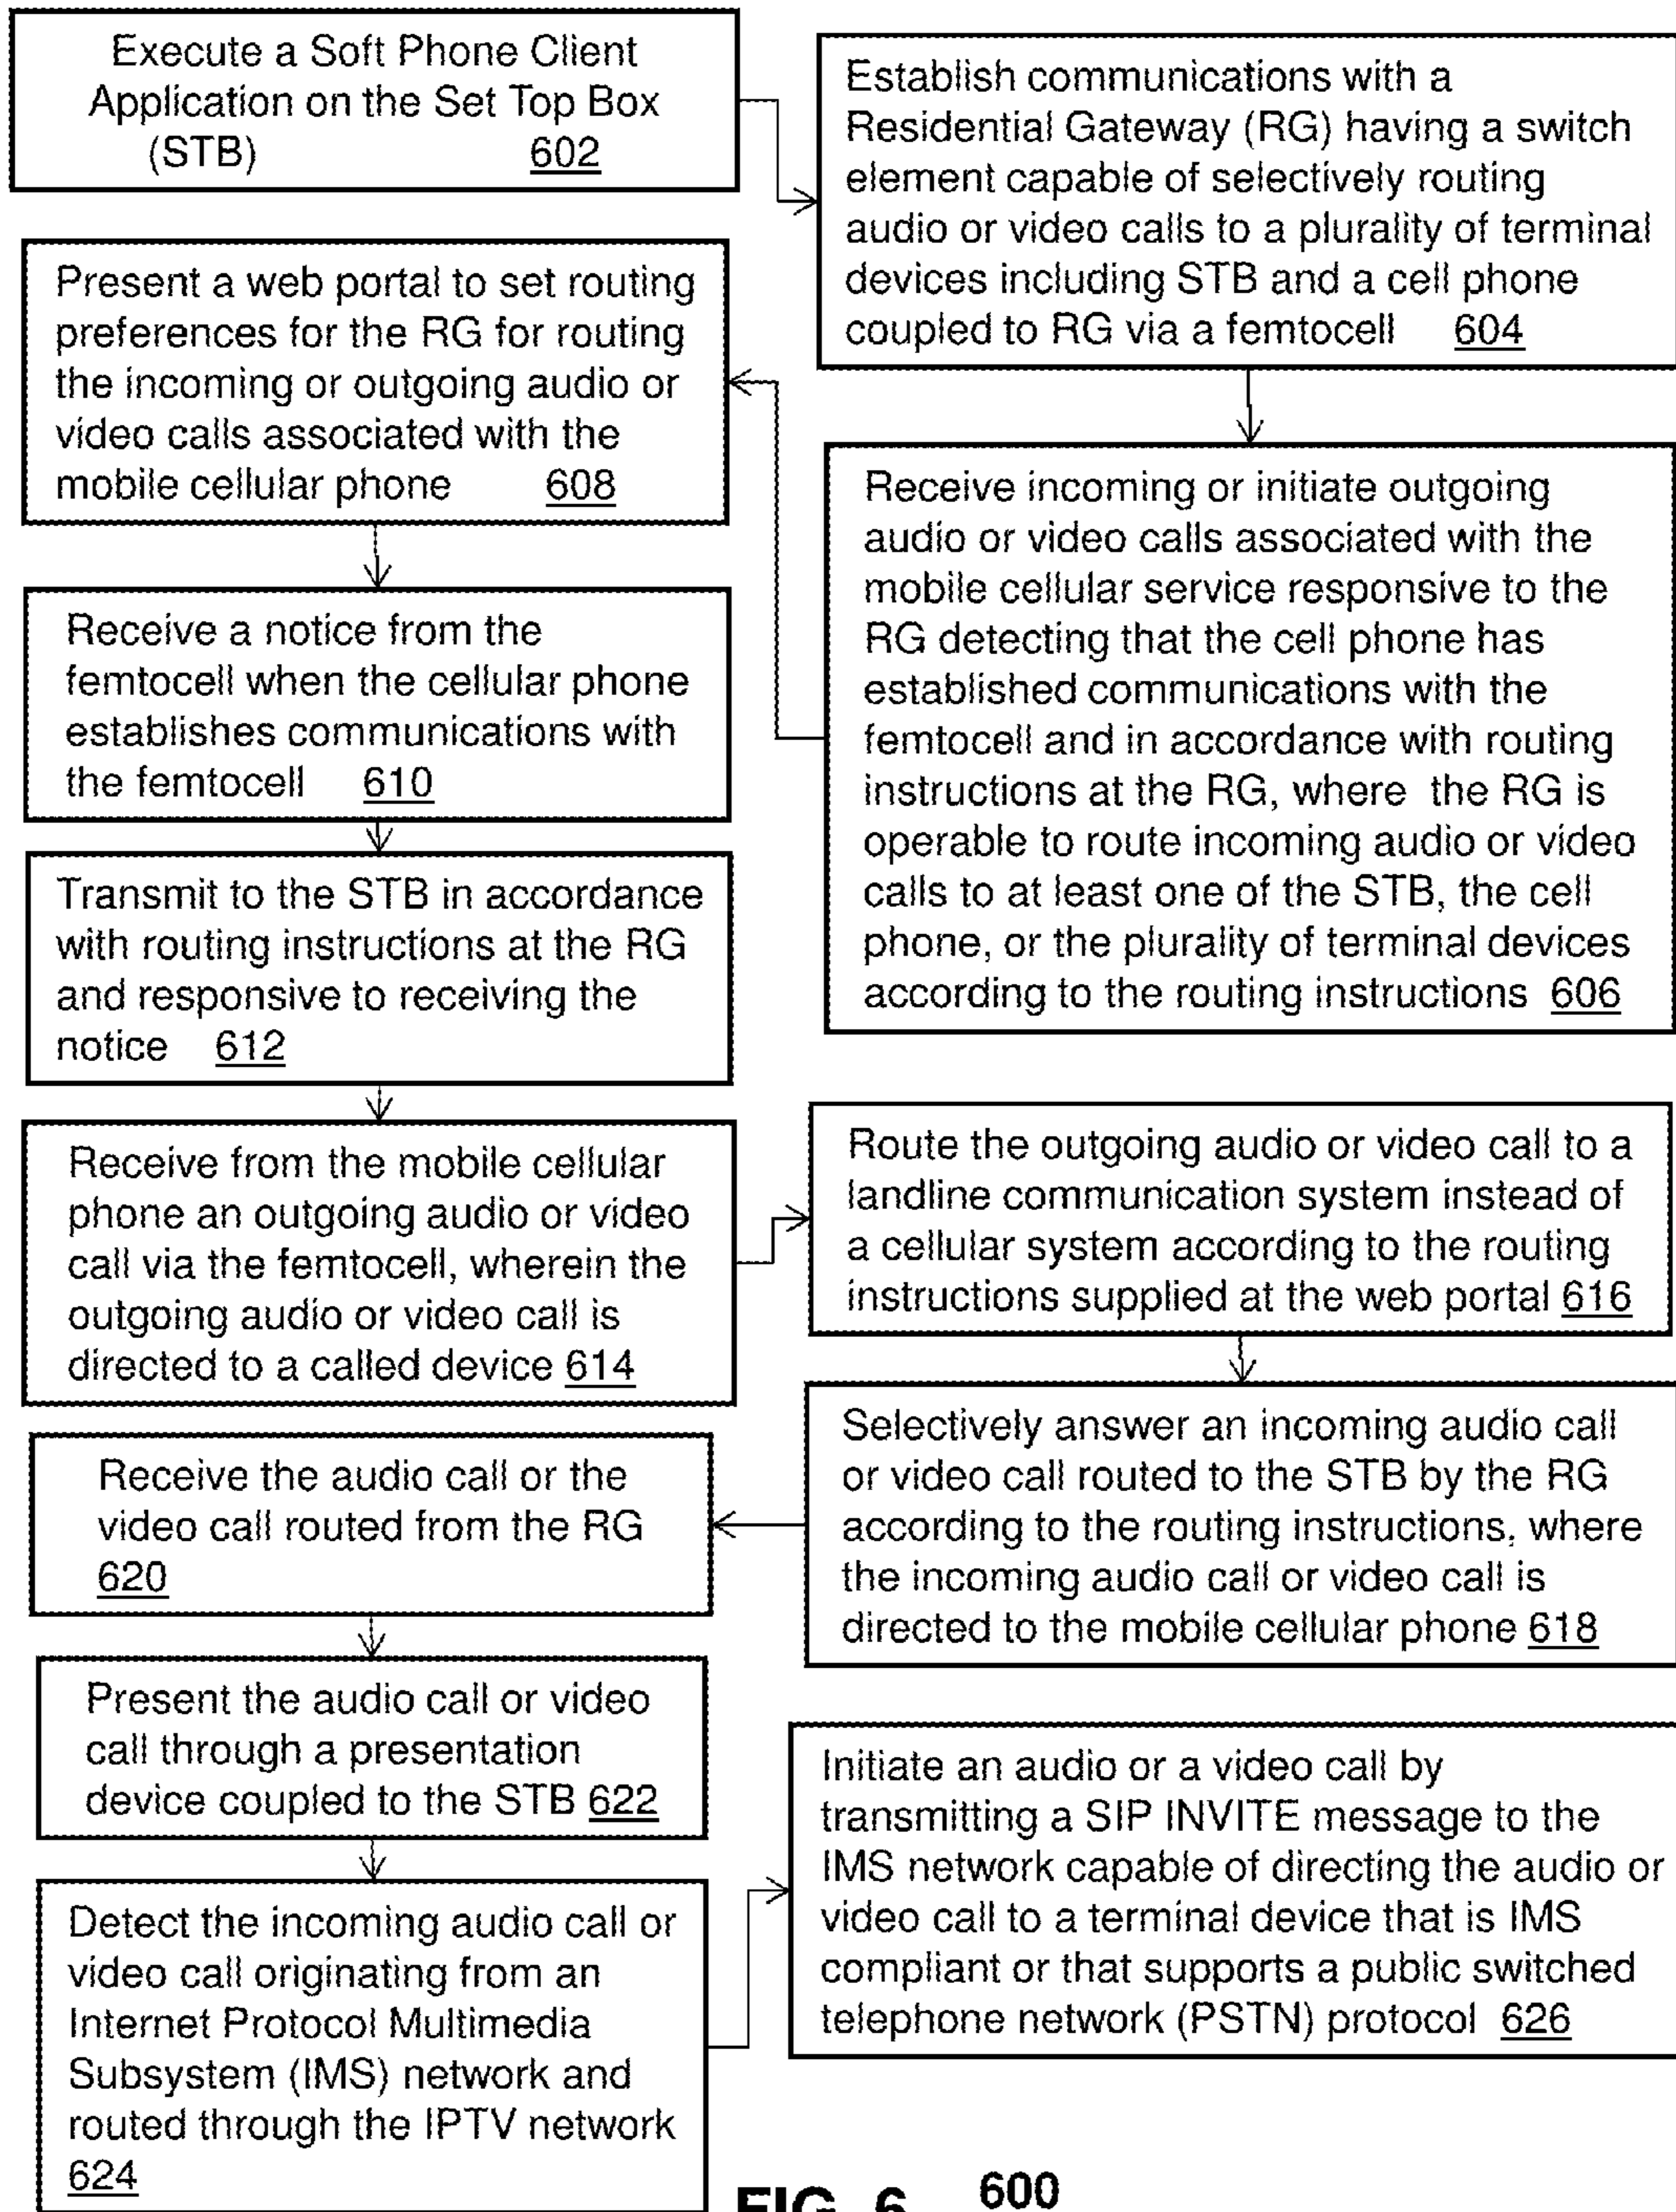 Execute a Soft Phone Client
Application on the Set Top Box
(STB) 602
Establish communications with a
Residential Gateway (RG) having a switch
element capable of selectively routing
audio or video calls to a plurality of terminal
devices including STB and a cell phone
coupled to RG via a femtocell 604
Receive incoming or initiate outgoing
audio or video calls associated with the
mobile cellular service responsive to the
RG detecting that the cell phone has
established communications with the
femtocell and in accordance with routing
instructions at the RG, where the RG is
operable to route incoming audio or video
calls to at least one of the STB, the cell
phone, or the plurality of terminal devices
according to the routing instructions 606
Present a web portal to set routing
preferences for the RG for routing
the incoming or outgoing audio or
video calls associated with the
mobile cellular phone 608
Receive a notice from the
femtocell when the cellular phone
establishes communications with
the femtocell 610
Transmit to the STB in accordance
with routing instructions at the RG
and responsive to receiving the
notice 612
Receive from the mobile cellular
phone an outgoing audio or video
call via the femtocell, wherein the
outgoing audio or video call is
directed to a called device 614
Route the outgoing audio or video call to a
landline communication system instead of
a cellular system according to the routing
instructions supplied at the web portal 616
Selectively answer an incoming audio call
or video call routed to the STB by the RG
according to the routing instructions, where
the incoming audio call or video call is
directed to the mobile cellular phone 618
Receive the audio call or the
video call routed from the RG
620
Present the audio call or video
call through a presentation
device coupled to the STB 622
Detect the incoming audio call or
video call originating from an
Internet Protocol Multimedia
Subsystem (IMS) network and
routed through the IPTV network
624
Initiate an audio or a video call by
transmitting a SIP INVITE message to the
IMS network capable of directing the audio or
video call to a terminal device that is IMS
compliant or that supports a public switched
telephone network (PSTN) protocol 626
FIG. 6 600